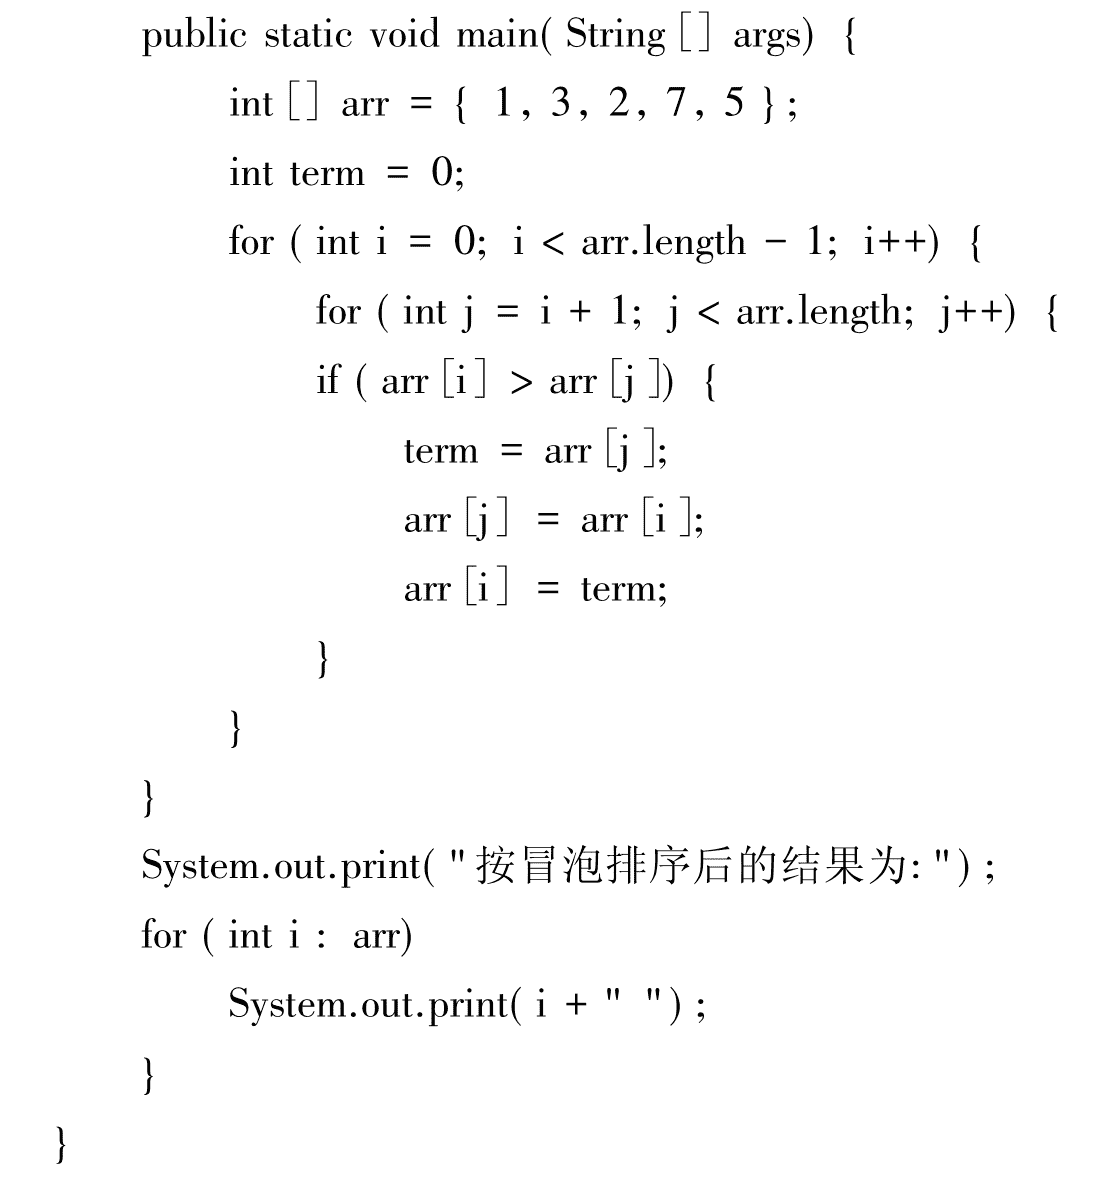 public static void main( String [ ] args) {
int [ ] arr = { 1, 3, 2, 7, 5 };
int term = 0;
for ( int i = 0; i < arr.length - 1; i++) {
for ( int j = i + 1; j < arr.length; j++) {
if ( arr [i] > arr [j ]) {
term = arr [j ];
arr [j] = arr [i ];
arr [i] = term;
}
}
}
System.out.print( "按冒泡排序后的结果为: ") ;
for ( int i : arr)
System.out.print( i + " ") ;
}
}